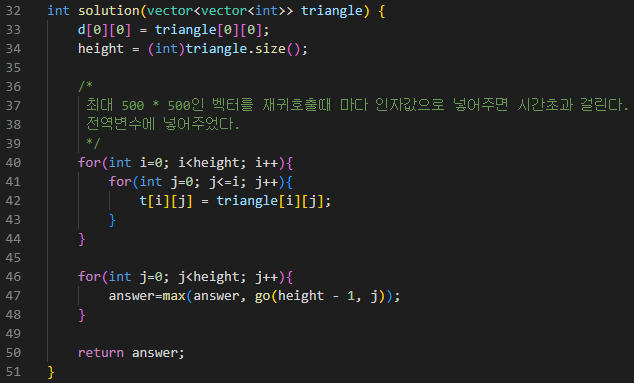 32 int solution(vector<vector<int>> triangle) {
33     d[0][0] = triangle[0][0];
34     height = (int)triangle.size();
35
36     /*
37      최대 500 * 500인 벡터를 재귀호출때 마다 인자값으로 넣어주면 시간초과 걸린다.
38      전역변수에 넣어주었다.
39      */
40     for(int i=0; i<height; i++){
41         for(int j=0; j<=i; j++){
42             t[i][j] = triangle[i][j];
43         }
44     }
45
46     for(int j=0; j<height; j++){
47         answer=max(answer, go(height - 1, j));
48     }
49
50     return answer;
51 }